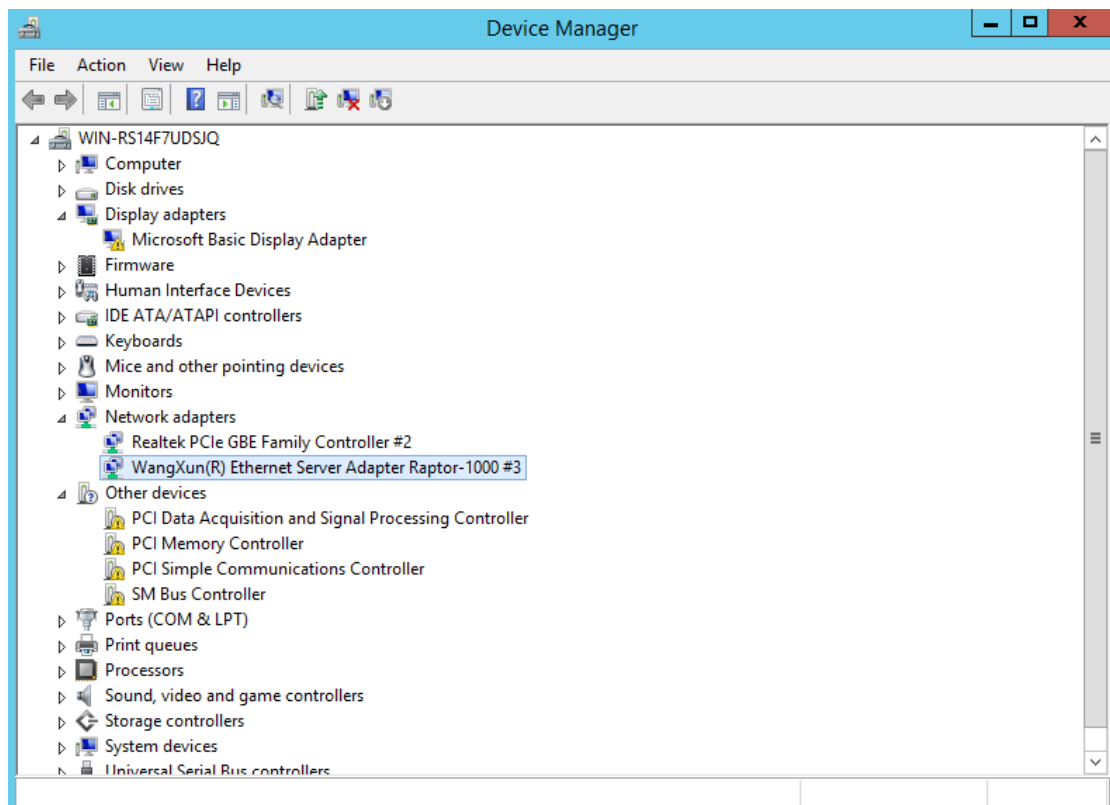 Device Manager
File Action View Help
WIN-RS14F7UDSJQ
Computer
Disk drives
Display adapters
Microsoft Basic Display Adapter
Firmware
Human Interface Devices
IDE ATA/ATAPI controllers
Keyboards
Mice and other pointing devices
Monitors
Network adapters
Realtek PCIe GBE Family Controller #2
WangXun(R) Ethernet Server Adapter Raptor-1000 #3
Other devices
PCI Data Acquisition and Signal Processing Controller
PCI Memory Controller
PCI Simple Communications Controller
SM Bus Controller
Ports (COM & LPT)
Print queues
Processors
Sound, video and game controllers
Storage controllers
System devices
Universal Serial Bus controllers